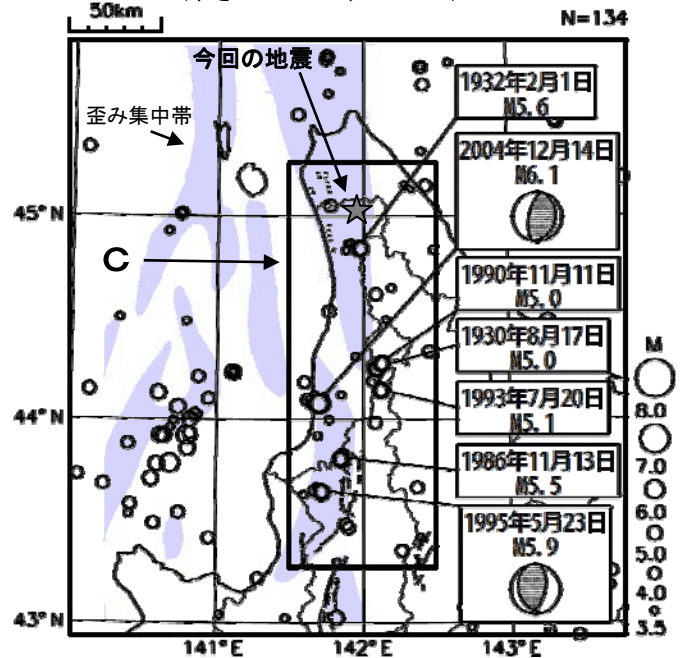 50km
N=134
今回の地震
歪み集中帯
C
45°N
44°N
43°N
141°E
142°E
143°E
1932年2月1日
M5.6
2004年12月14日
M6.1
1990年11月11日
M5.0
1930年8月17日
M5.0
1993年7月20日
M5.1
1986年11月13日
M5.5
1995年5月23日
M5.9
M
8.0
7.0
6.0
5.0
4.0
3.5